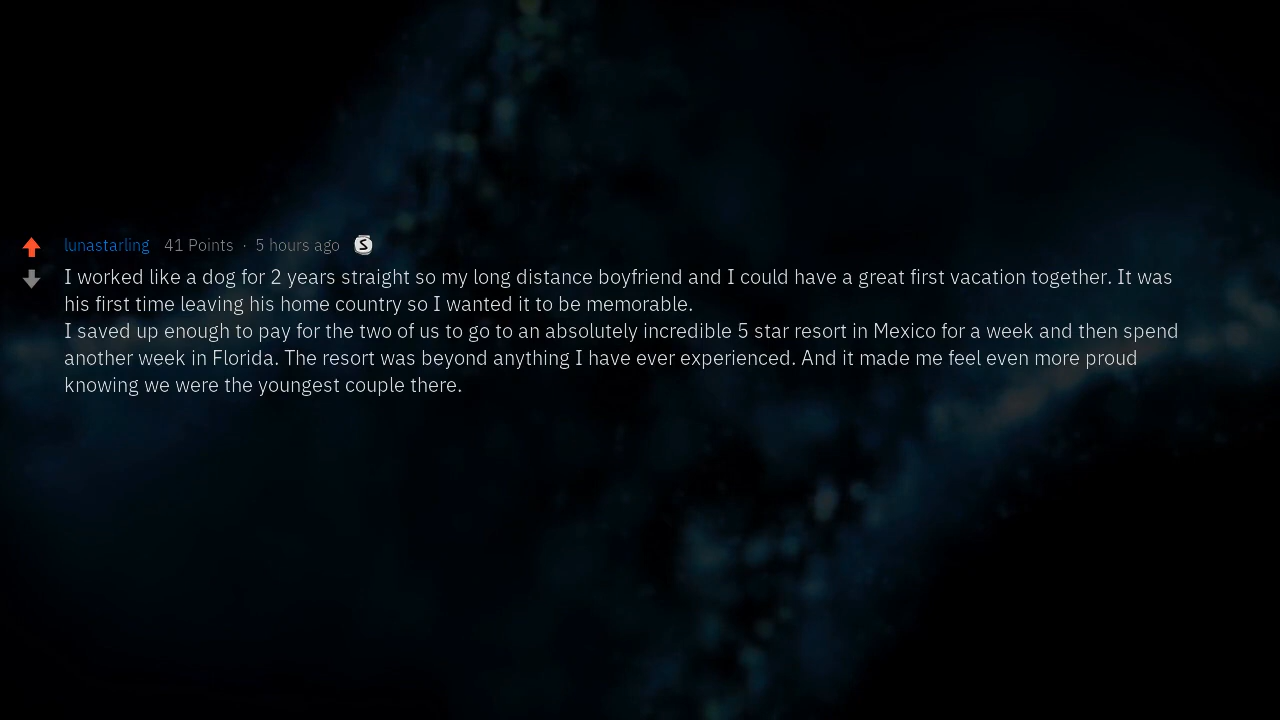 lunastarling 41 Points · 5 hours ago S
I worked like a dog for 2 years straight so my long distance boyfriend and I could have a great first vacation together. It was
his first time leaving his home country so I wanted it to be memorable.
I saved up enough to pay for the two of us to go to an absolutely incredible 5 star resort in Mexico for a week and then spend
another week in Florida. The resort was beyond anything I have ever experienced. And it made me feel even more proud
knowing we were the youngest couple there.